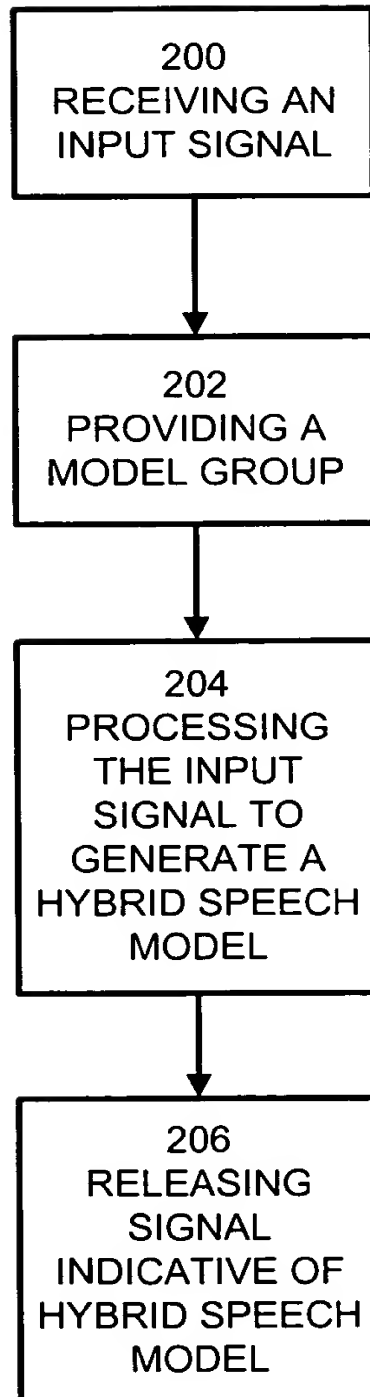 200
RECEIVING AN
INPUT SIGNAL
202
PROVIDING A
MODEL GROUP
204
PROCESSING
THE INPUT
SIGNAL TO
GENERATE A
HYBRID SPEECH
MODEL
206
RELEASING
SIGNAL
INDICATIVE OF
HYBRID SPEECH
MODEL